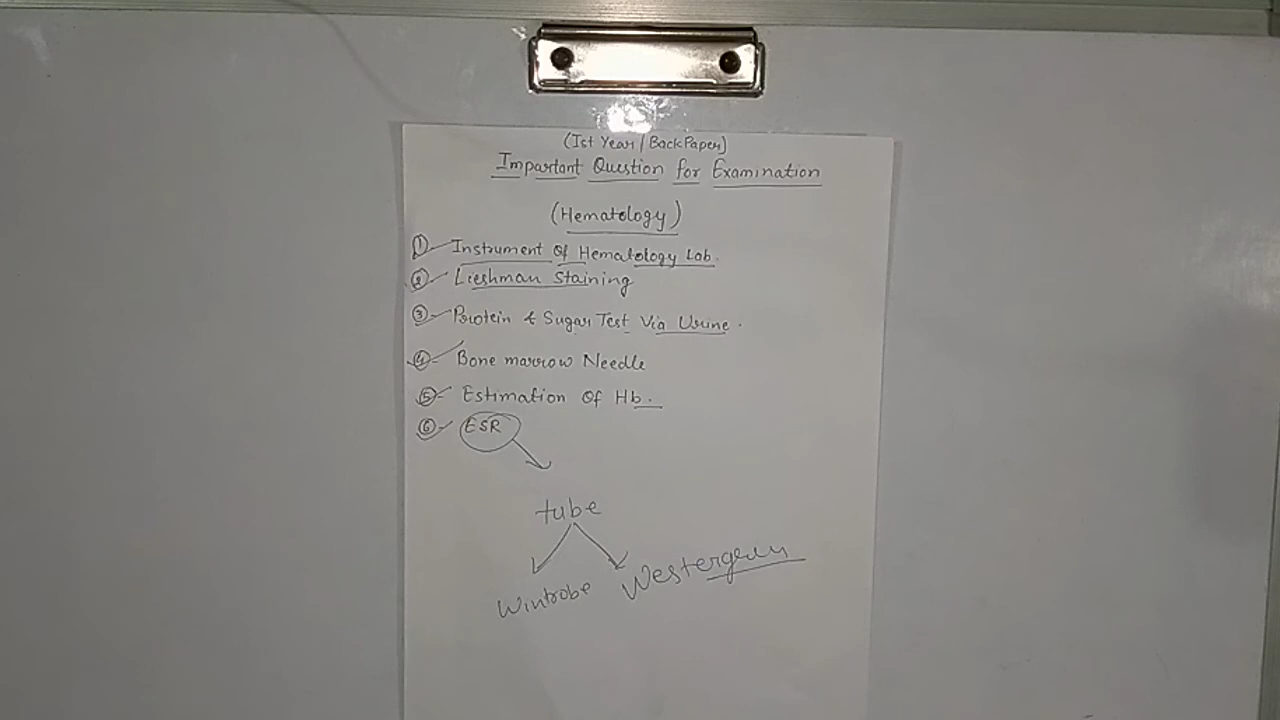 (Ist Year / Back Paper)
Important Question for Examination
(Hematology)
① Instrument Of Hematology Lab.
② Lieshman Staining
③ Protein & Sugar Test Via Urine.
④ Bone marrow Needle
⑤ Estimation Of Hb.
⑥ ESR
tube
Wintrobe Westergren